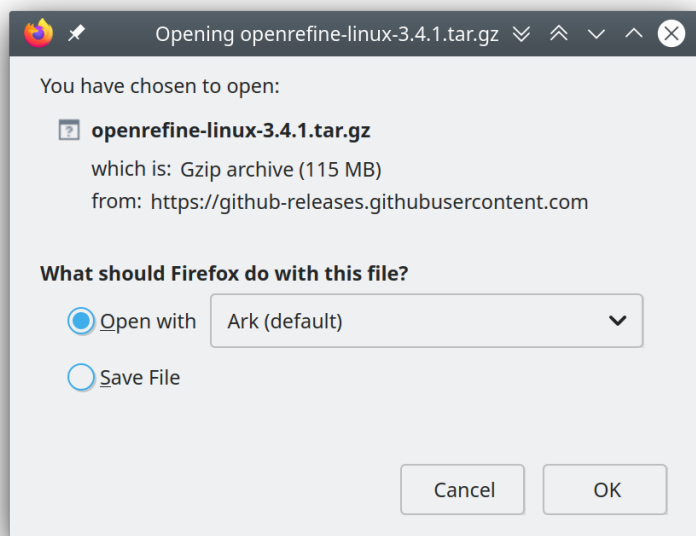 Opening openrefine-linux-3.4.1.tar.gz
You have chosen to open:
openrefine-linux-3.4.1.tar.gz
which is: Gzip archive (115 MB)
from: https://github-releases.githubusercontent.com
What should Firefox do with this file?
Open with Ark (default)
Save File
Cancel OK